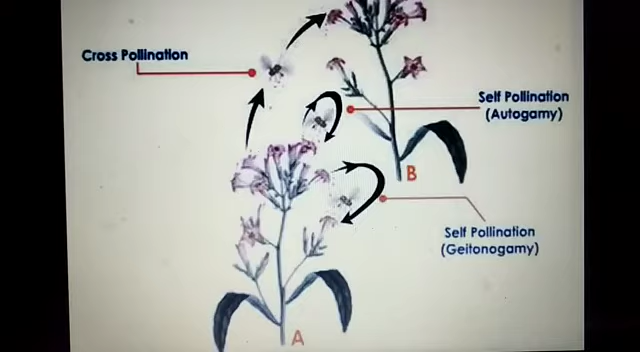 Cross Pollination
Self Pollination
(Autogamy)
B
Self Pollination
(Geitonogamy)
A